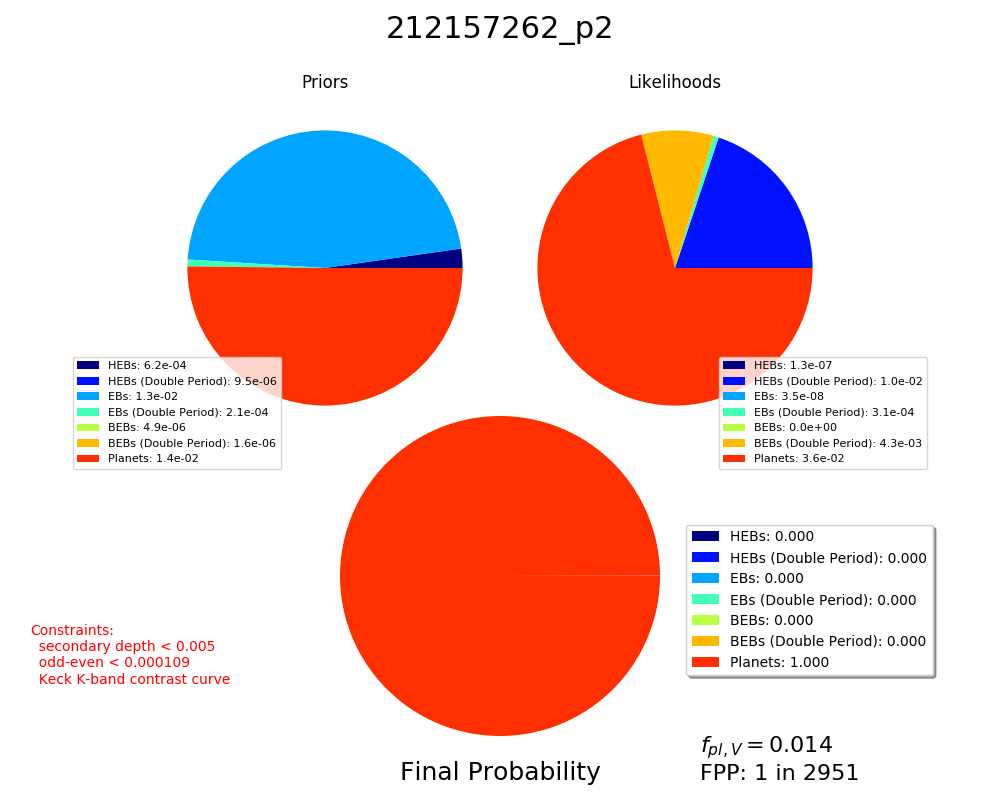 212157262_p2
Priors
Likelihoods
HEBs: 6.2e-04
HEBs (Double Period): 9.5e-06
EBs: 1.3e-02
EBs (Double Period): 2.1e-04
BEBs: 4.9e-06
BEBs (Double Period): 1.6e-06
Planets: 1.4e-02
HEBs: 1.3e-07
HEBs (Double Period): 1.0e-02
EBs: 3.5e-08
EBs (Double Period): 3.1e-04
BEBs: 0.0e+00
BEBs (Double Period): 4.3e-03
Planets: 3.6e-02
HEBs: 0.000
HEBs (Double Period): 0.000
EBs: 0.000
EBs (Double Period): 0.000
BEBs: 0.000
BEBs (Double Period): 0.000
Planets: 1.000
Constraints:
secondary depth < 0.005
odd-even < 0.000109
Keck K-band contrast curve
Final Probability
f_{pl, V} = 0.014
FPP: 1 in 2951